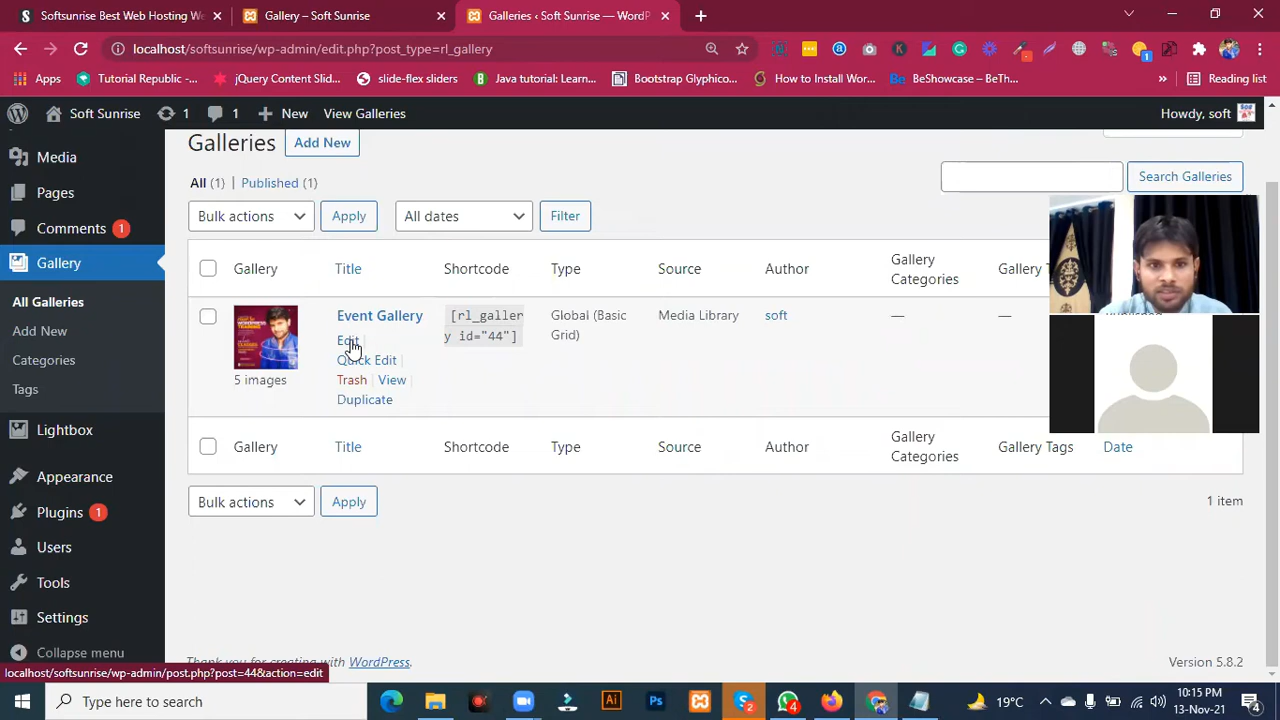 Softsunrise Best Web Hosting We
Gallery – Soft Sunrise
Galleries ‹ Soft Sunrise — WordP
localhost/softsunrise/wp-admin/edit.php?post_type=rl_gallery
Apps
Tutorial Republic -...
jQuery Content Slid...
slide-flex sliders
Java tutorial: Learn...
Bootstrap Glyphico...
How to Install Wor...
BeShowcase – BeTh...
Reading list
Soft Sunrise
1
1
New
View Galleries
Howdy, soft
Media
Pages
Comments 1
Gallery
All Galleries
Add New
Categories
Tags
Lightbox
Appearance
Plugins 1
Users
Tools
Settings
Collapse menu
Galleries
Add New
All (1) | Published (1)
Search Galleries
Bulk actions
Apply
All dates
Filter
Gallery Title Shortcode Type Source Author Gallery Categories
Event Gallery
[rl_galler
y id="44"]
Global (Basic
Grid)
Media Library
soft
—
—
5 images
Edit |
Quick Edit |
Trash | View |
Duplicate
Gallery Title Shortcode Type Source Author Gallery Categories Gallery Tags Date
Bulk actions
Apply
1 item
Thank you for creating with WordPress.
Version 5.8.2
localhost/softsunrise/wp-admin/post.php?post=44&action=edit
Type here to search
19°C
10:15 PM
13-Nov-21